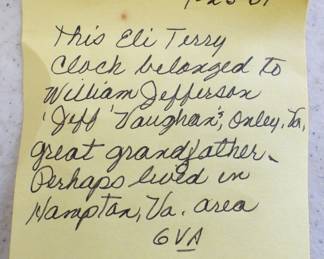 This Eli Terry
Clock belonged to
William Jefferson
'Jeff' Vaughan's, Onley, Va.
great grandfather.
Perhaps lived in
Hampton, Va. area
GVA